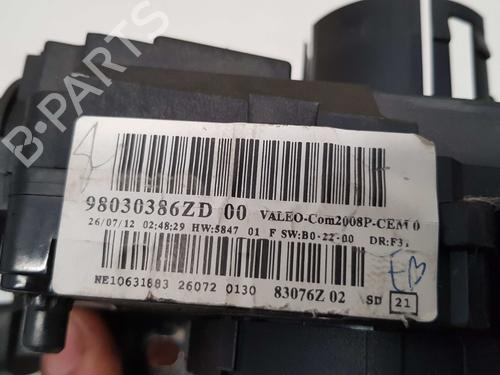 B-PARTS
98030386ZD 00 VALEO-Com2008P-CEM 0
26/07/12 02:48:29 HW:5847 01 F SW:B0-22-00 DR:F3
NE10631883 26072 0130 83076Z 02 SD 21